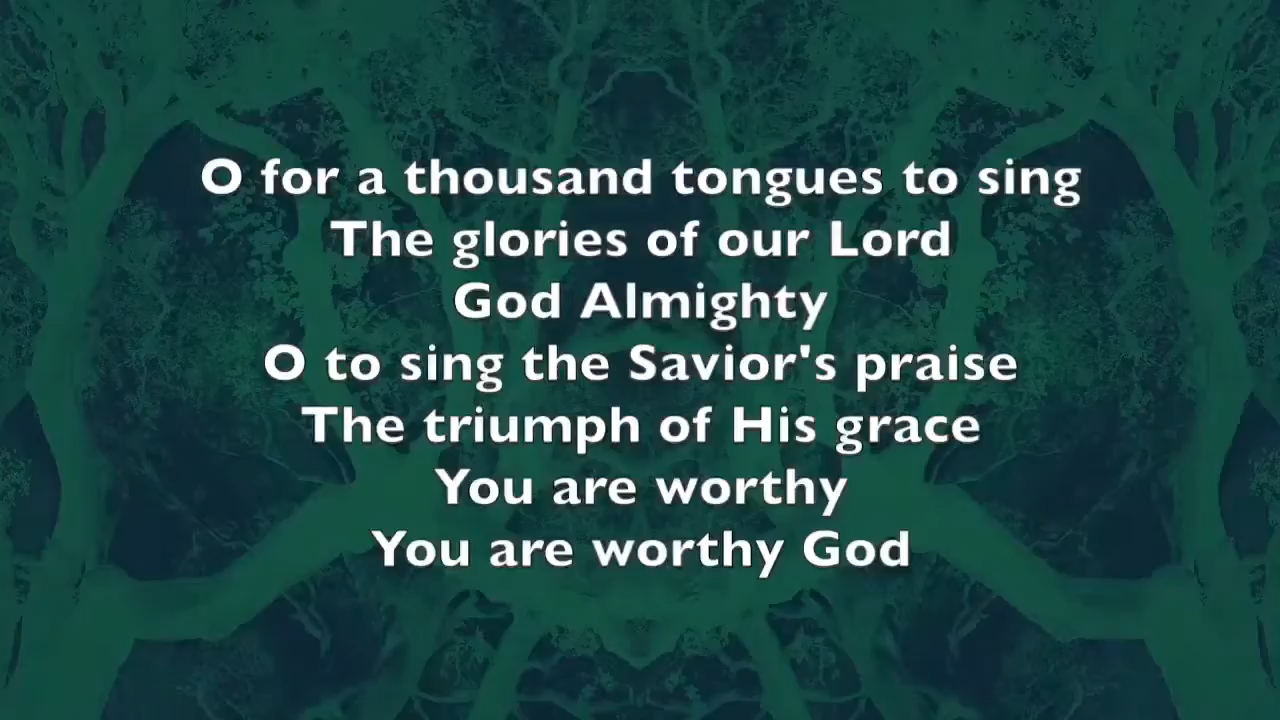 O for a thousand tongues to sing
The glories of our Lord
God Almighty
O to sing the Savior's praise
The triumph of His grace
You are worthy
You are worthy God